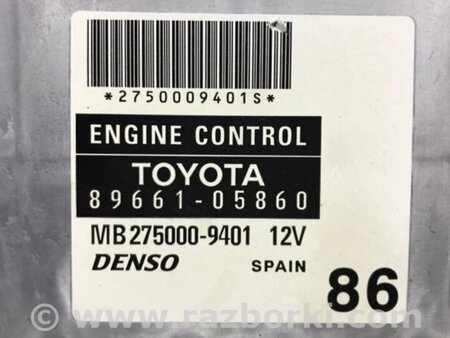 *2750009401S*
ENGINE CONTROL
TOYOTA
89661-05860
MB275000-9401 12V
DENSO SPAIN 86
© www.razborki.com